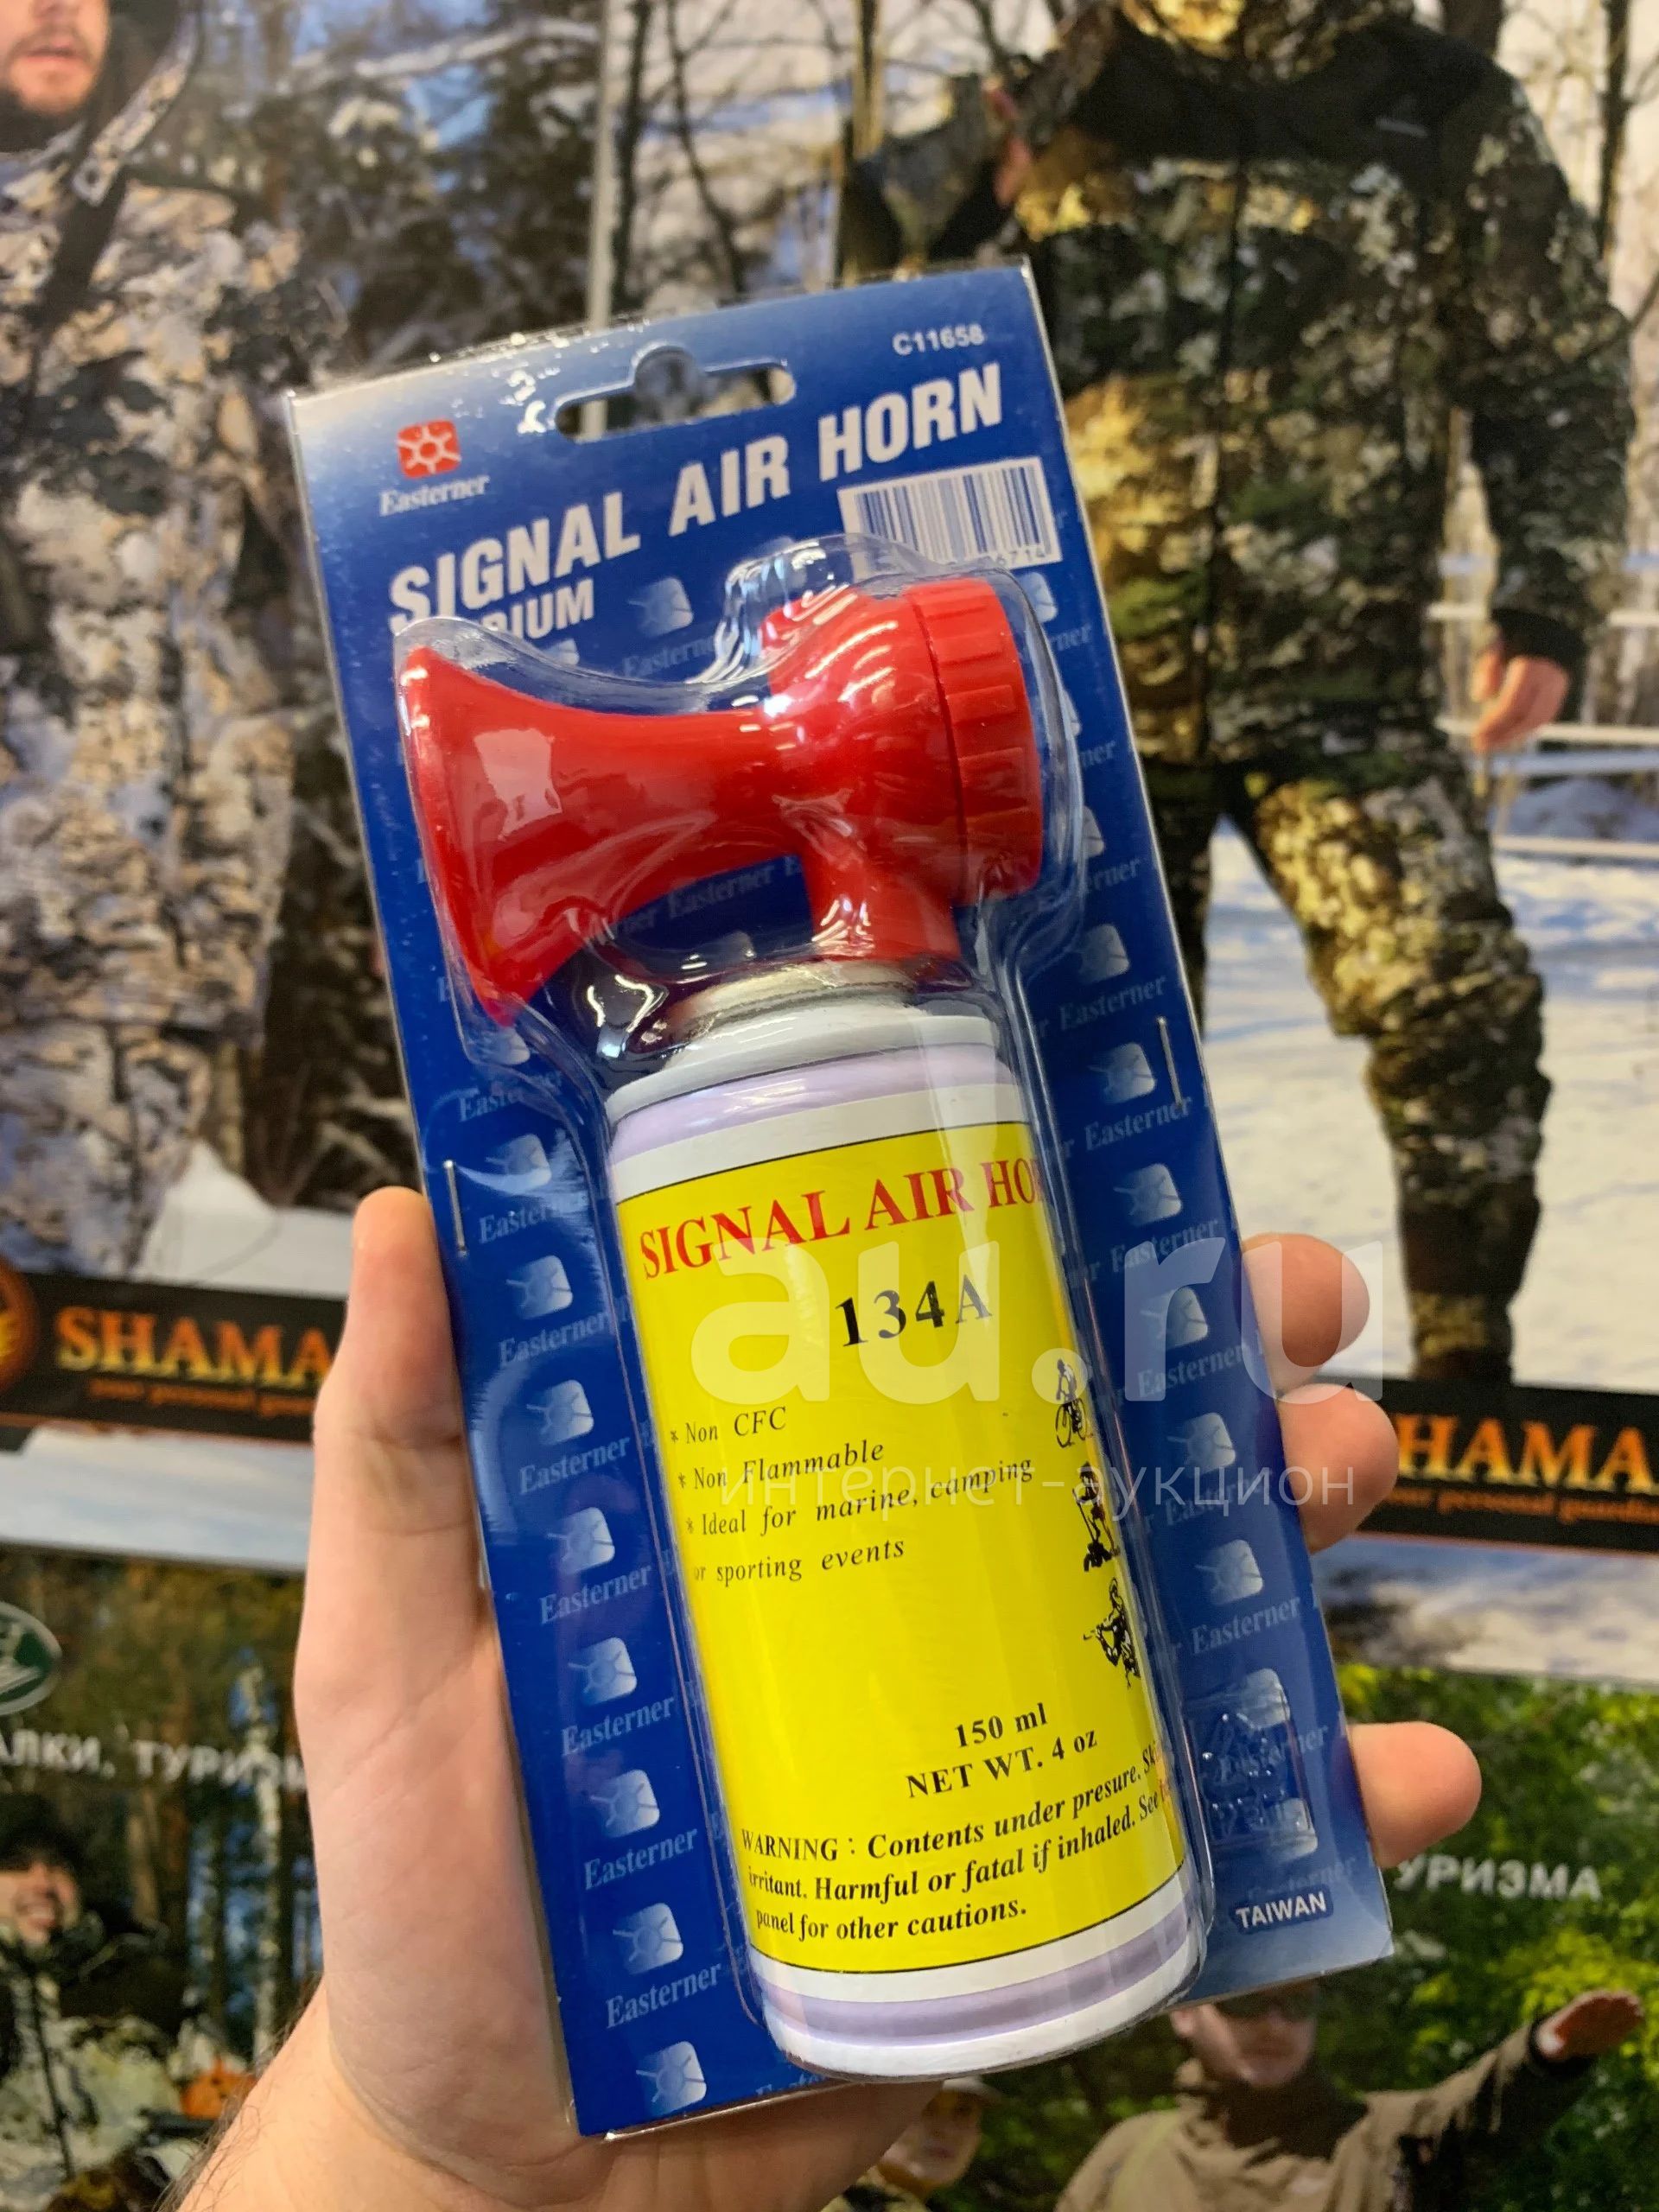 C11658
Easterner
SIGNAL AIR HORN
SIGNAL AIR HO
134A
* Non CFC
* Non Flammable
* Ideal for marine, camping
or sporting events
150 ml
NET WT. 4 oz
WARNING : Contents under presure.
irritant. Harmful or fatal if inhaled. See
panel for other cautions.
TAIWAN
au.ru
интернет-аукцион
SHAMA
HAMA
УРИЗМА